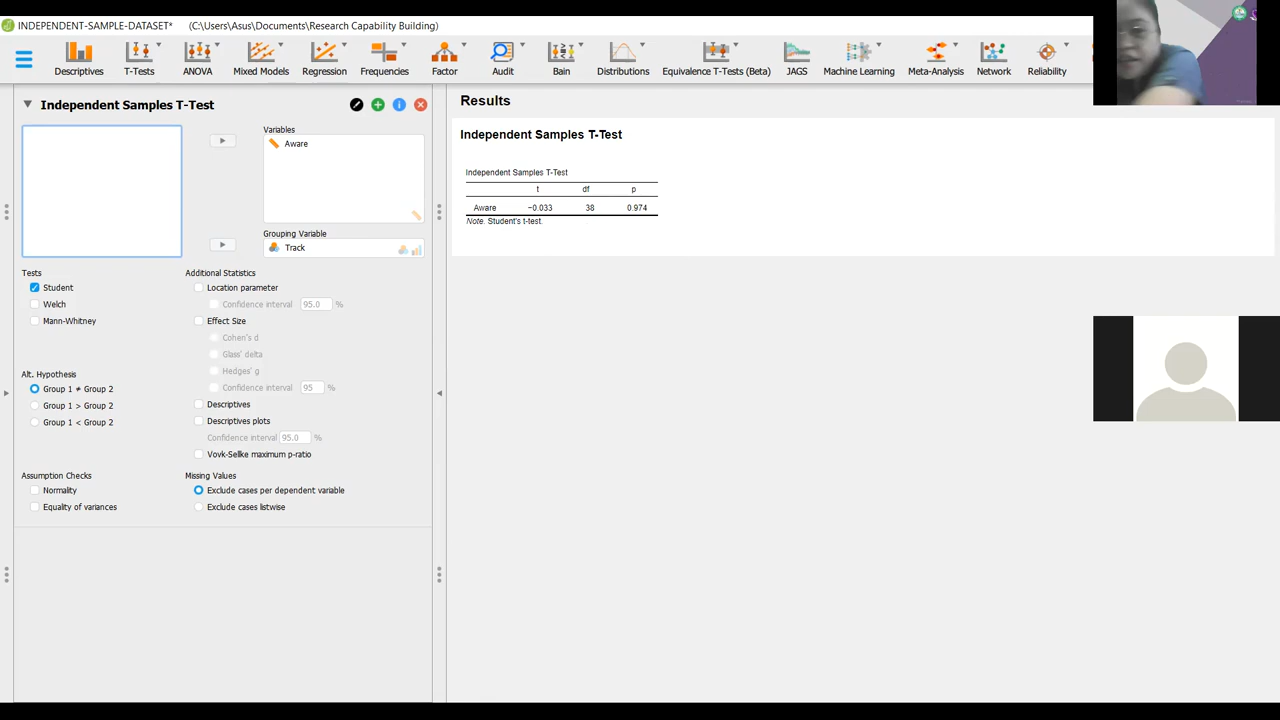 INDEPENDENT-SAMPLE-DATASET* (C:\Users\Asus\Documents\Research Capability Building)
Descriptives T-Tests ANOVA Mixed Models Regression Frequencies Factor Audit Bain Distributions Equivalence T-Tests (Beta) JAGS Machine Learning Meta-Analysis Network Reliability
Independent Samples T-Test
Variables
Aware
Grouping Variable
Track
Tests
Student
Welch
Mann-Whitney
Alt. Hypothesis
Group 1 ≠ Group 2
Group 1 > Group 2
Group 1 < Group 2
Assumption Checks
Normality
Equality of variances
Additional Statistics
Location parameter
Confidence interval 95.0 %
Effect Size
Cohen's d
Glass' delta
Hedges' g
Confidence interval 95 %
Descriptives
Descriptives plots
Confidence interval 95.0 %
Vovk-Sellke maximum p-ratio
Missing Values
Exclude cases per dependent variable
Exclude cases listwise
Results
Independent Samples T-Test
Independent Samples T-Test
t df p
Aware −0.033 38 0.974
Note. Student's t-test.